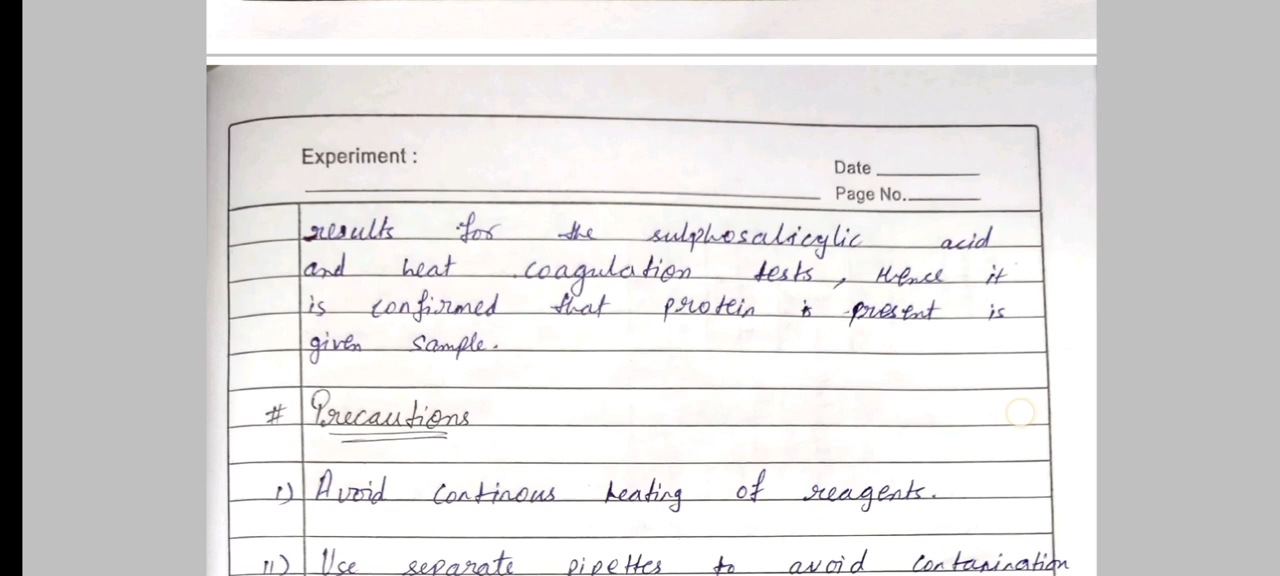 Experiment :
Date
Page No.
results for the sulphosalicylic acid
and heat coagulation tests, Hence it
is confirmed that protein is present is
given sample.
# Precautions
i) Avoid continous heating of reagents.
ii) Use separate pipettes to avoid contanination